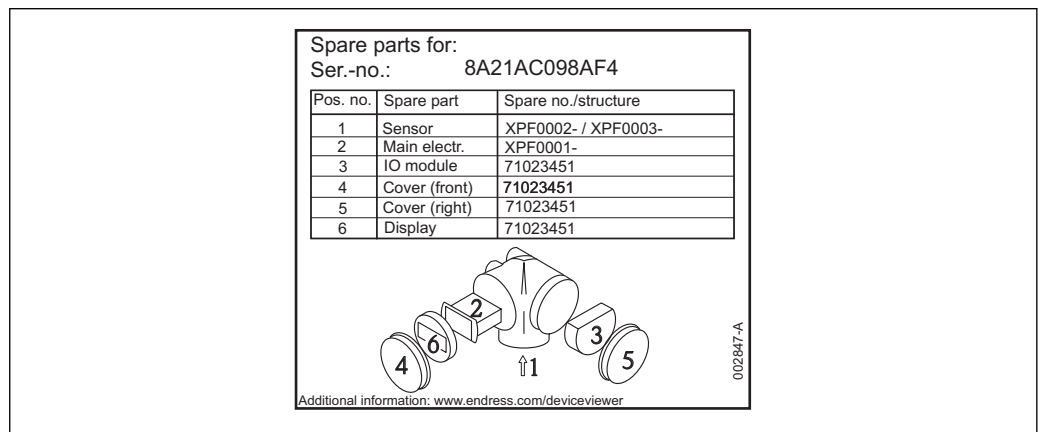 Spare parts for:
Ser.-no.: 8A21AC098AF4
Pos. no. Spare part Spare no./structure
1 Sensor XPF0002- / XPF0003-
2 Main electr. XPF0001-
3 IO module 71023451
4 Cover (front) 71023451
5 Cover (right) 71023451
6 Display 71023451
2
6
4
3
5
⇧1
002847-A
Additional information: www.endress.com/deviceviewer